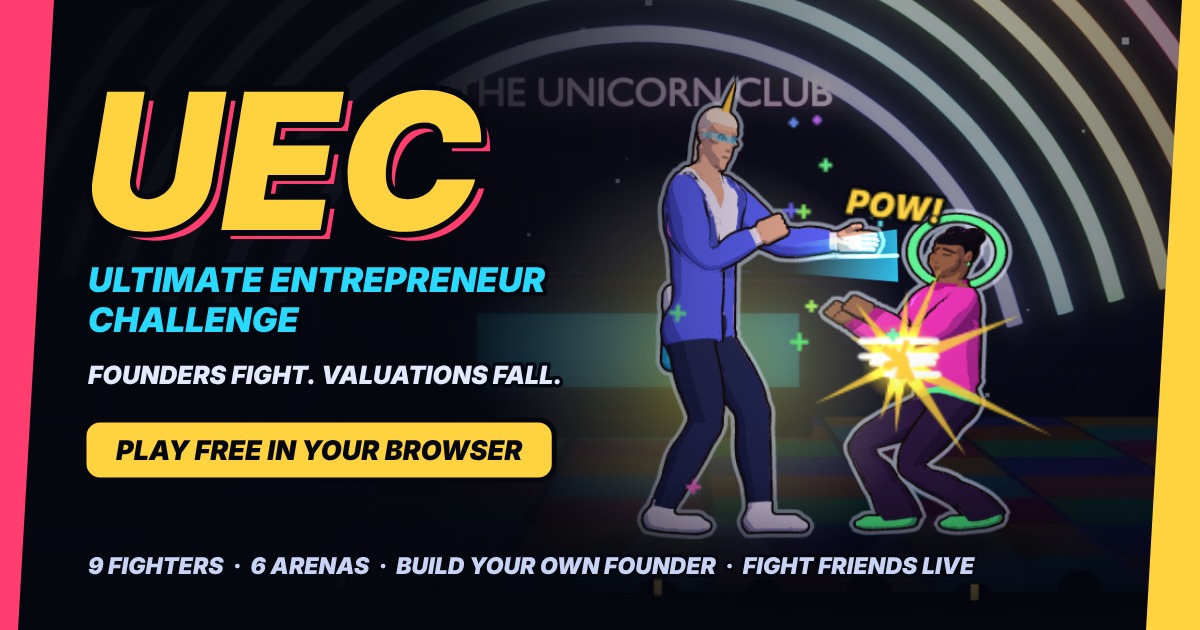 THE UNICORN CLUB
UEC
POW!
ULTIMATE ENTREPRENEUR
CHALLENGE
FOUNDERS FIGHT. VALUATIONS FALL.
PLAY FREE IN YOUR BROWSER
9 FIGHTERS · 6 ARENAS · BUILD YOUR OWN FOUNDER · FIGHT FRIENDS LIVE